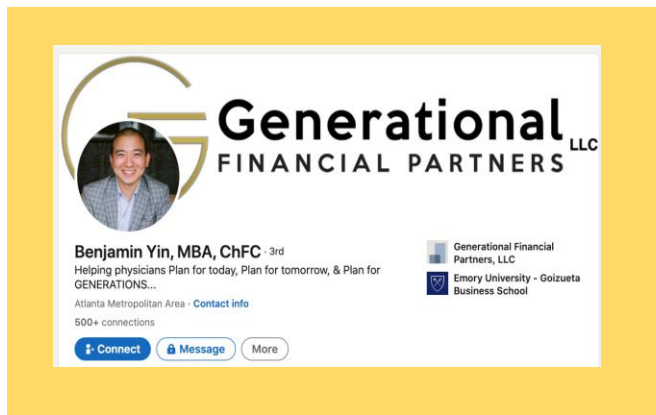 Generational LLC
FINANCIAL PARTNERS
Benjamin Yin, MBA, ChFC · 3rd
Helping physicians Plan for today, Plan for tomorrow, & Plan for
GENERATIONS...
Atlanta Metropolitan Area · Contact info
500+ connections
Connect
Message
More
Generational Financial
Partners, LLC
Emory University - Goizueta
Business School